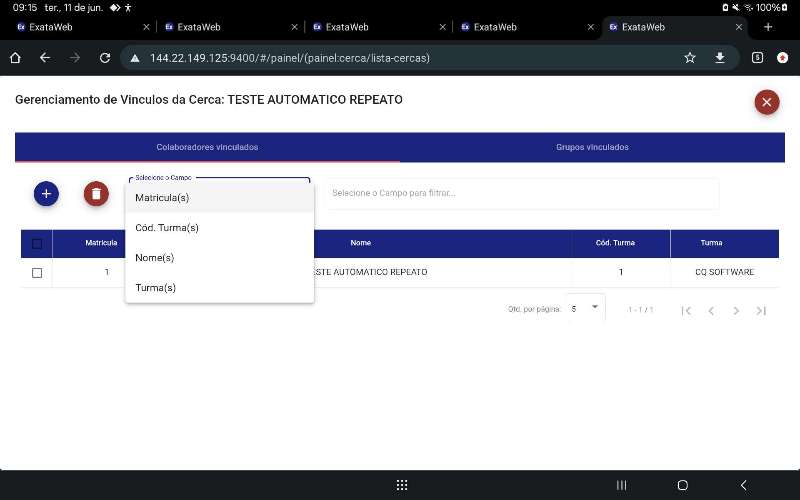 09:15 ter., 11 de jun. 100%
ExataWeb ExataWeb ExataWeb ExataWeb ExataWeb
144.22.149.125:9400/#/painel/(painel:cerca/lista-cercas) 5
Gerenciamento de Vinculos da Cerca: TESTE AUTOMATICO REPEATO
Colaboradores vinculados Grupos vinculados
Selecione o Campo
Selecione o Campo para filtrar...
Matricula(s)
Cód. Turma(s)
Nome(s)
Turma(s)
Matricula Nome Cód. Turma Turma
1 ESTE AUTOMATICO REPEATO 1 CQ SOFTWARE
Qtd. por página: 5 1 - 1 / 1